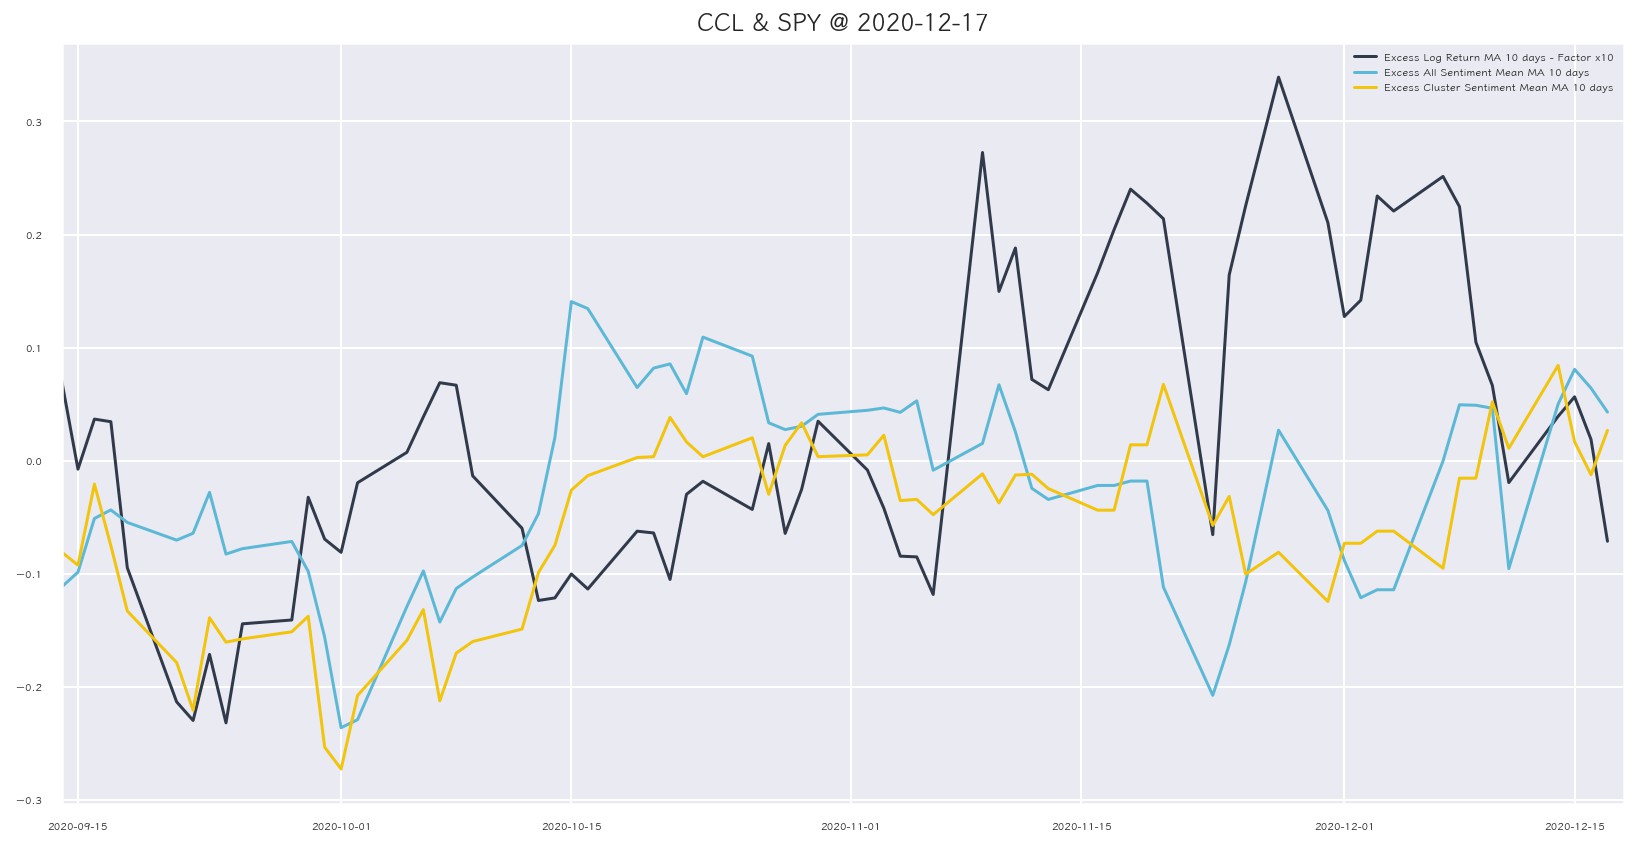 CCL & SPY @ 2020-12-17
Excess Log Return MA 10 days - Factor x10
Excess All Sentiment Mean MA 10 days
Excess Cluster Sentiment Mean MA 10 days
0.3
0.2
0.1
0.0
−0.1
−0.2
−0.3
2020-09-15 2020-10-01 2020-10-15 2020-11-01 2020-11-15 2020-12-01 2020-12-15